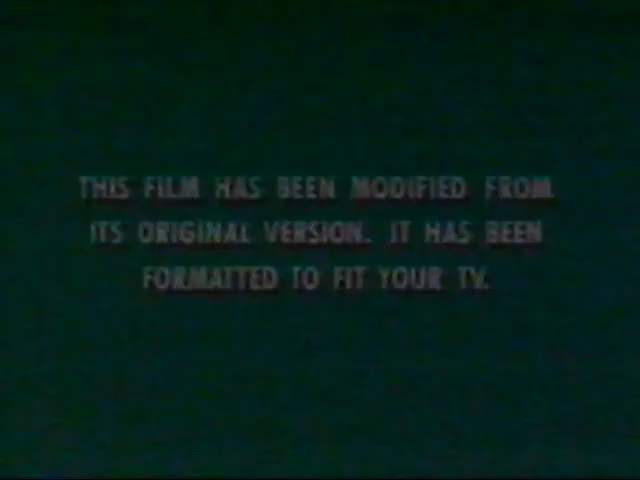 THIS FILM HAS BEEN MODIFIED FROM
ITS ORIGINAL VERSION. IT HAS BEEN
FORMATTED TO FIT YOUR TV.